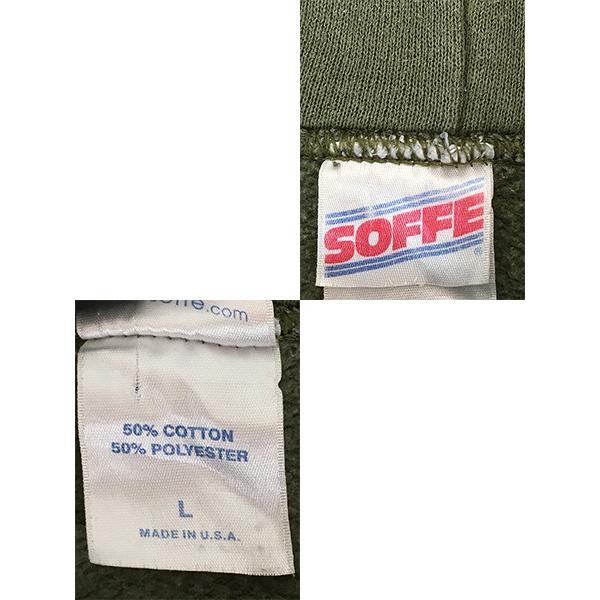 SOFFE
®
offe.com
50% COTTON
50% POLYESTER
L
MADE IN U.S.A.